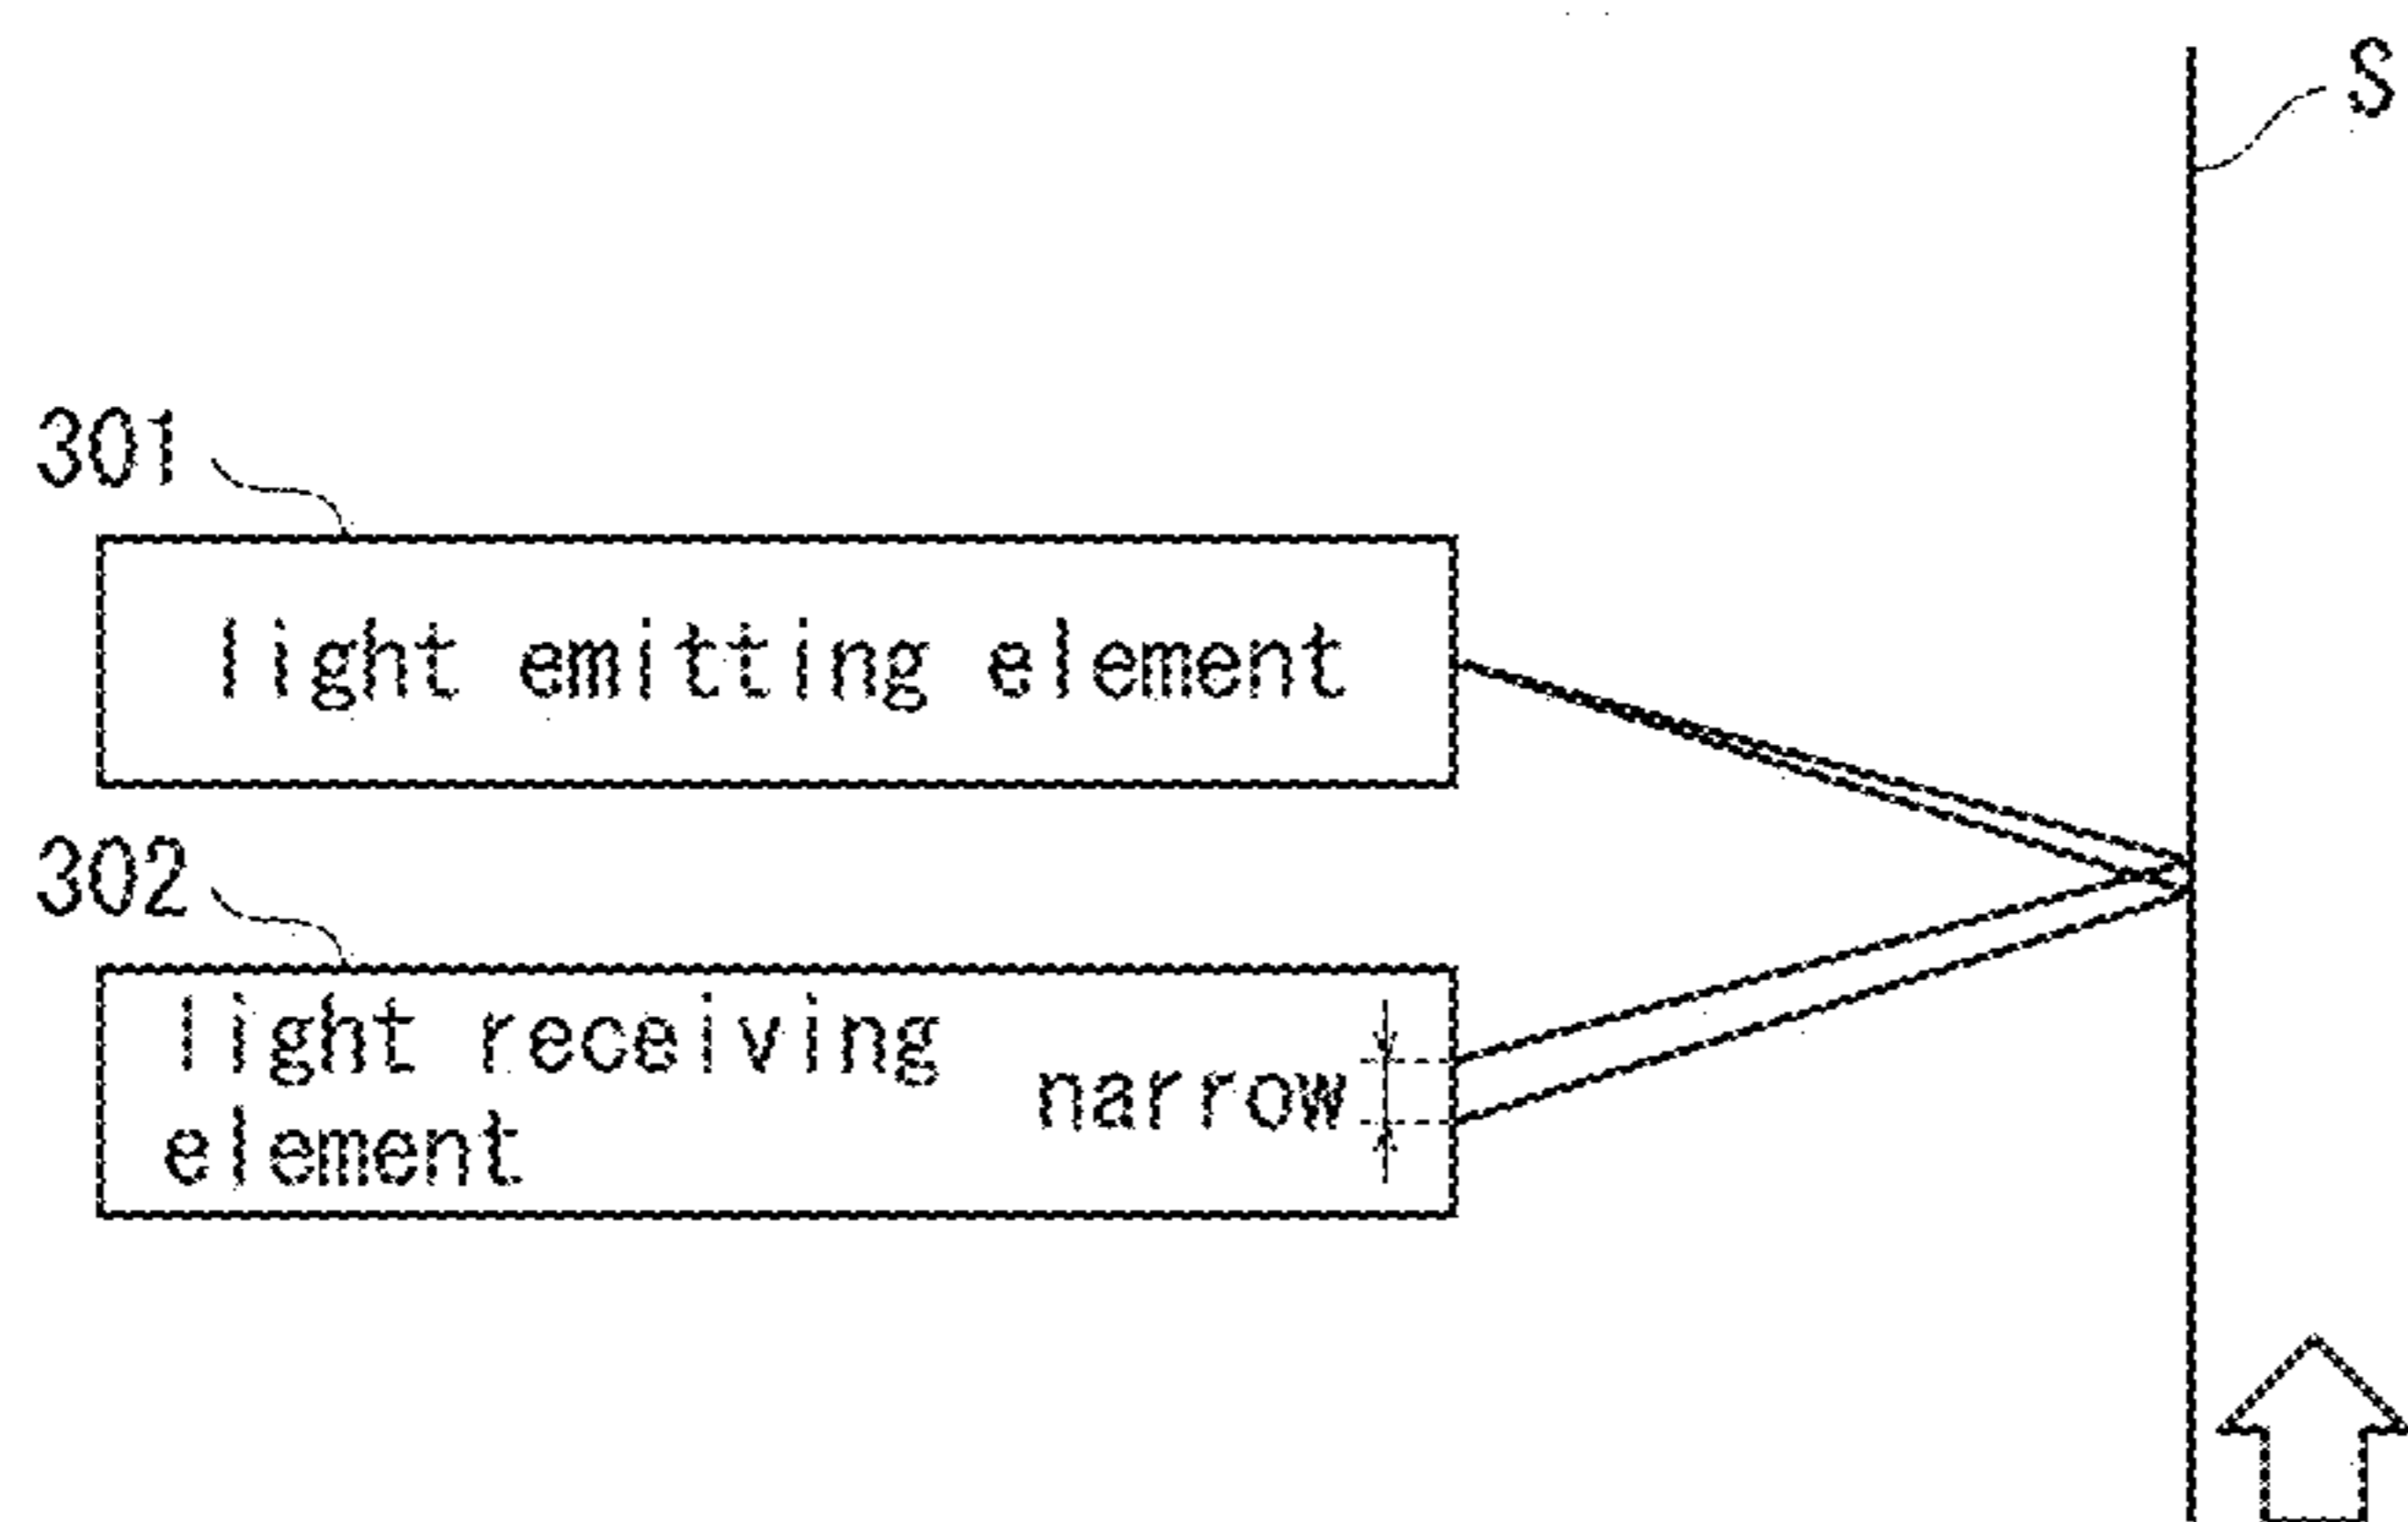 S
301
light emitting element
302
light receiving
element
narrow